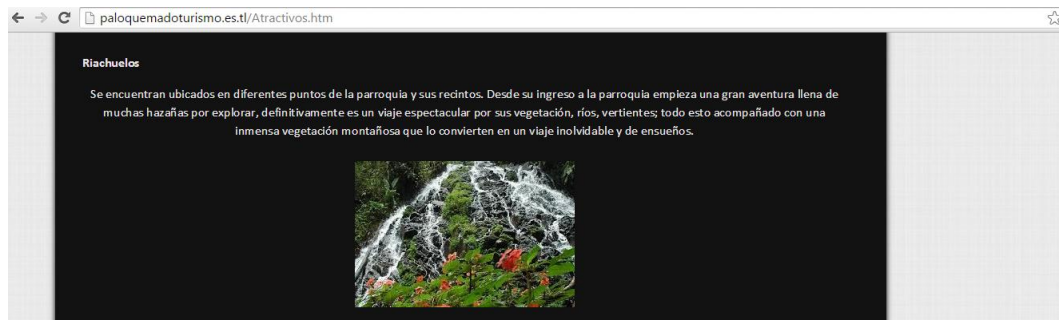 paloquemadoturismo.es.tl/Atractivos.htm
Riachuelos
Se encuentran ubicados en diferentes puntos de la parroquia y sus recintos. Desde su ingreso a la parroquia empieza una gran aventura llena de
muchas hazañas por explorar, definitivamente es un viaje espectacular por sus vegetación, ríos, vertientes; todo esto acompañado con una
inmensa vegetación montañosa que lo convierten en un viaje inolvidable y de ensueños.